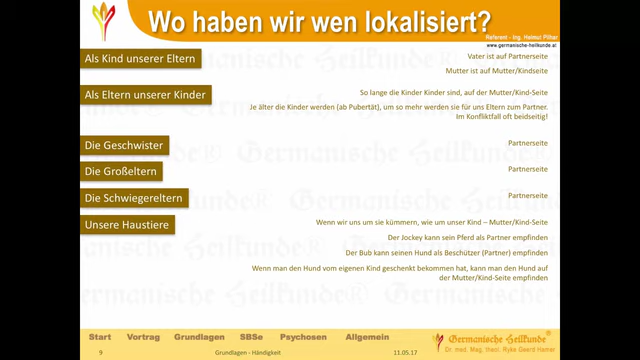 Wo haben wir wen lokalisiert?
Referent - Ing. Helmut Pilhar
www.germanische-heilkunde.at
Als Kind unserer Eltern
Vater ist auf Partnerseite
Mutter ist auf Mutter/Kindseite
Als Eltern unserer Kinder
So lange die Kinder Kinder sind, auf der Mutter/Kind-Seite
Je älter die Kinder werden (ab Pubertät), um so mehr werden sie für uns Eltern zum Partner.
Im Konfliktfall oft beidseitig!
Die Geschwister
Partnerseite
Die Großeltern
Partnerseite
Die Schwiegereltern
Partnerseite
Unsere Haustiere
Wenn wir uns um sie kümmern, wie um unser Kind – Mutter/Kind-Seite
Der Jockey kann sein Pferd als Partner empfinden
Der Bub kann seinen Hund als Beschützer (Partner) empfinden
Wenn man den Hund vom eigenen Kind geschenkt bekommen hat, kann man den Hund auf
der Mutter/Kind-Seite empfinden
Start Vortrag Grundlagen SBSe Psychosen Allgemein
Germanische Heilkunde®
Dr. med. Mag. theol. Ryke Geerd Hamer
9 Grundlagen - Händigkeit 11.05.17